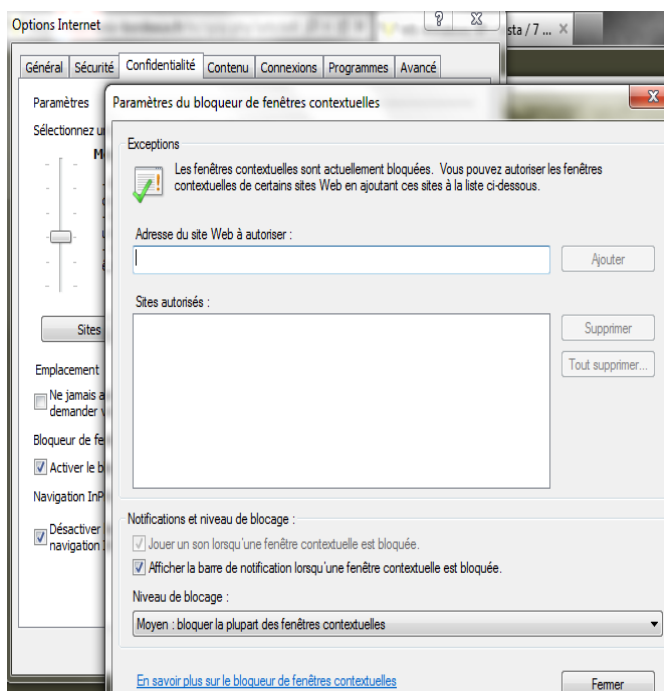 Options Internet
sta / 7 ...
Général Sécurité Confidentialité Contenu Connexions Programmes Avancé
Paramètres
Sélectionnez
Sites
Emplacement
Ne jamais
demander
Bloqueur de
Activer le
Navigation
Désactiver
navigation
Paramètres du bloqueur de fenêtres contextuelles
Exceptions
Les fenêtres contextuelles sont actuellement bloquées. Vous pouvez autoriser les fenêtres
contextuelles de certains sites Web en ajoutant ces sites à la liste ci-dessous.
Adresse du site Web à autoriser :
Ajouter
Sites autorisés :
Supprimer
Tout supprimer...
Notifications et niveau de blocage :
Jouer un son lorsqu'une fenêtre contextuelle est bloquée.
Afficher la barre de notification lorsqu'une fenêtre contextuelle est bloquée.
Niveau de blocage :
Moyen : bloquer la plupart des fenêtres contextuelles
En savoir plus sur le bloqueur de fenêtres contextuelles
Fermer